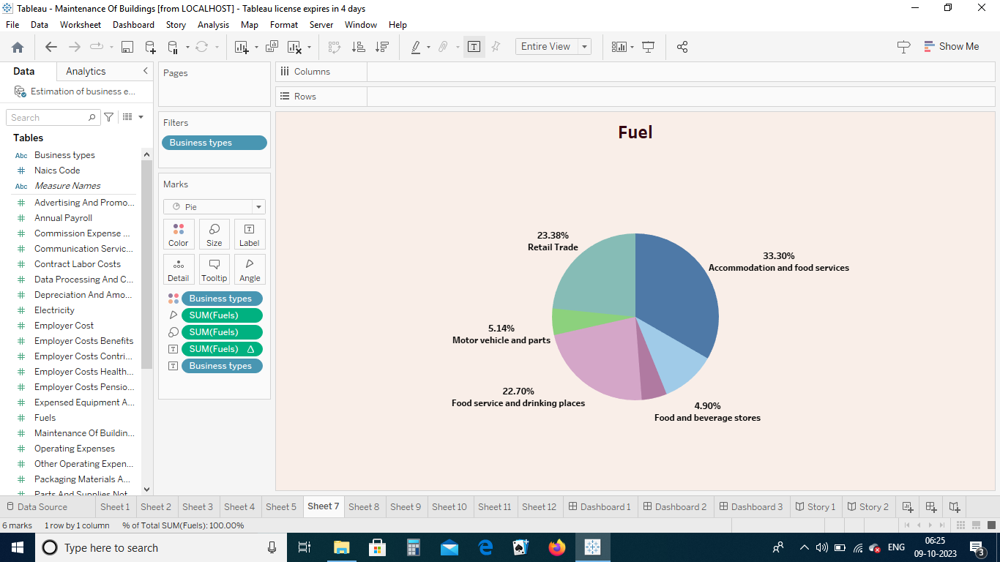 Tableau - Maintenance Of Buildings [from LOCALHOST] - Tableau license expires in 4 days
File Data Worksheet Dashboard Story Analysis Map Format Server Window Help
Entire View
Show Me
Data Analytics
Estimation of business e...
Search
Tables
Abc Business types
# Naics Code
Abc Measure Names
# Advertising And Promo...
# Annual Payroll
# Commission Expense ...
# Communication Servic...
# Contract Labor Costs
# Data Processing And C...
# Depreciation And Amo...
# Electricity
# Employer Cost
# Employer Costs Benefits
# Employer Costs Contri...
# Employer Costs Health...
# Employer Costs Pensio...
# Expensed Equipment A...
# Fuels
# Maintenance Of Buildin...
# Operating Expenses
# Other Operating Expen...
# Packaging Materials A...
# Parts And Supplies Not
Pages
Filters
Business types
Marks
Pie
Color Size Label
Detail Tooltip Angle
Business types
SUM(Fuels)
SUM(Fuels)
SUM(Fuels) Δ
Business types
Columns
Rows
Fuel
23.38%
Retail Trade
33.30%
Accommodation and food services
5.14%
Motor vehicle and parts
22.70%
Food service and drinking places
4.90%
Food and beverage stores
Data Source Sheet 1 Sheet 2 Sheet 3 Sheet 4 Sheet 5 Sheet 7 Sheet 8 Sheet 9 Sheet 10 Sheet 11 Sheet 12 Dashboard 1 Dashboard 2 Dashboard 3 Story 1 Story 2
6 marks 1 row by 1 column % of Total SUM(Fuels): 100.00%
Type here to search
ENG
06:25
09-10-2023
3